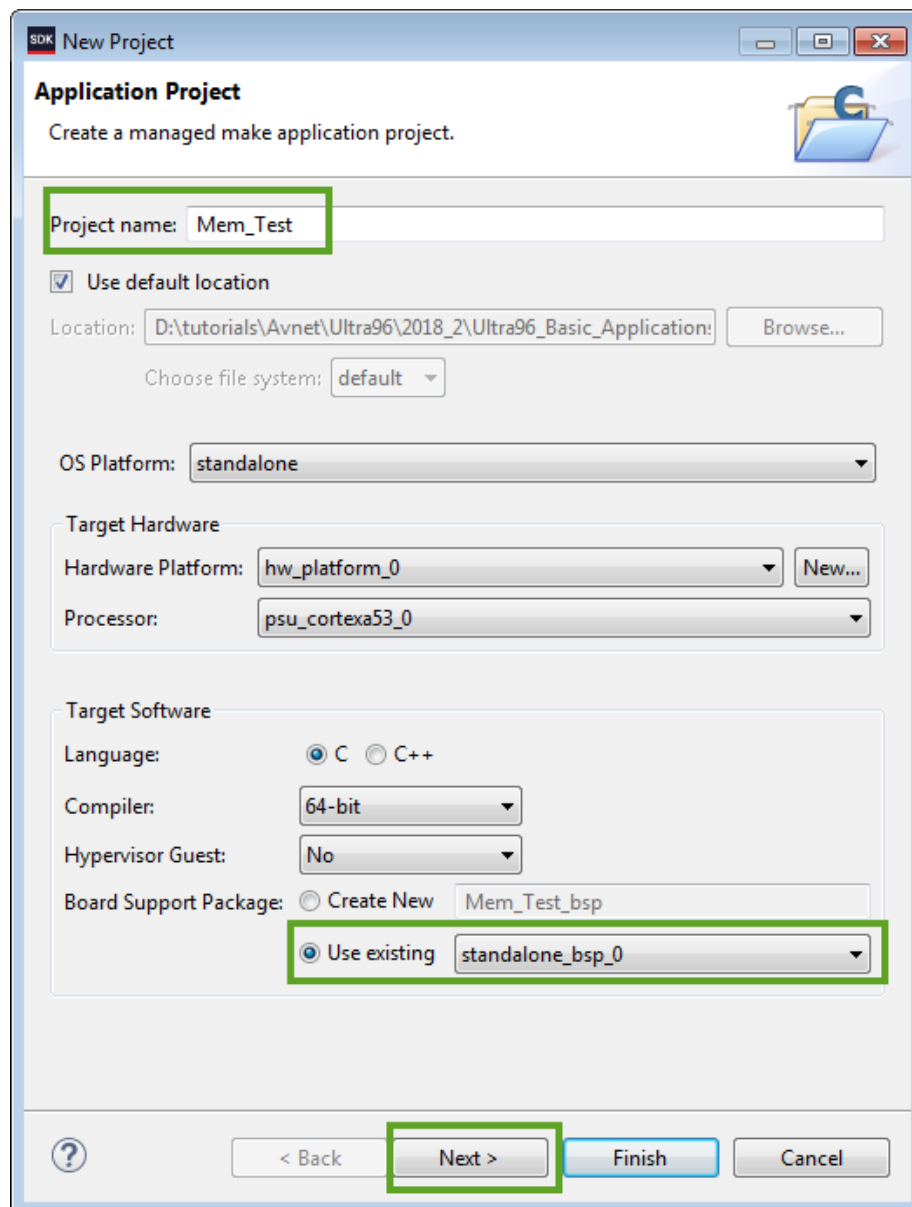 SDK New Project
Application Project
Create a managed make application project.
Project name: Mem_Test
Use default location
Location: D:\tutorials\Avnet\Ultra96\2018_2\Ultra96_Basic_Applications Browse...
Choose file system: default
OS Platform: standalone
Target Hardware
Hardware Platform: hw_platform_0 New...
Processor: psu_cortexa53_0
Target Software
Language: C C++
Compiler: 64-bit
Hypervisor Guest: No
Board Support Package: Create New Mem_Test_bsp
Use existing standalone_bsp_0
? < Back Next > Finish Cancel